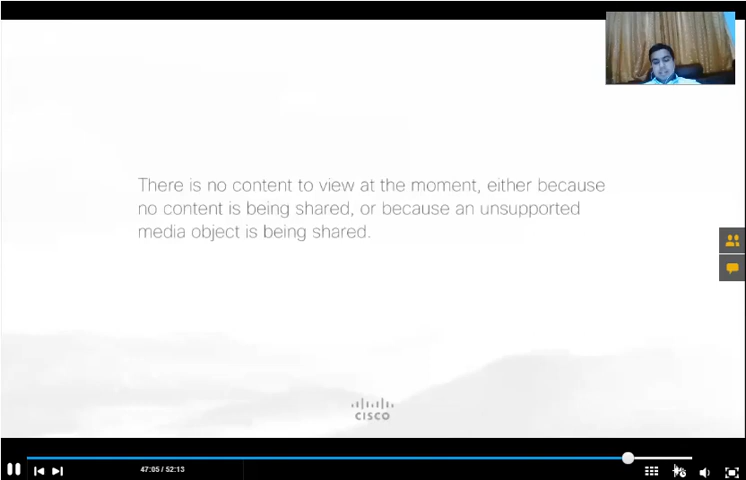 There is no content to view at the moment, either because
no content is being shared, or because an unsupported
media object is being shared.
CISCO
47:05 / 52:13